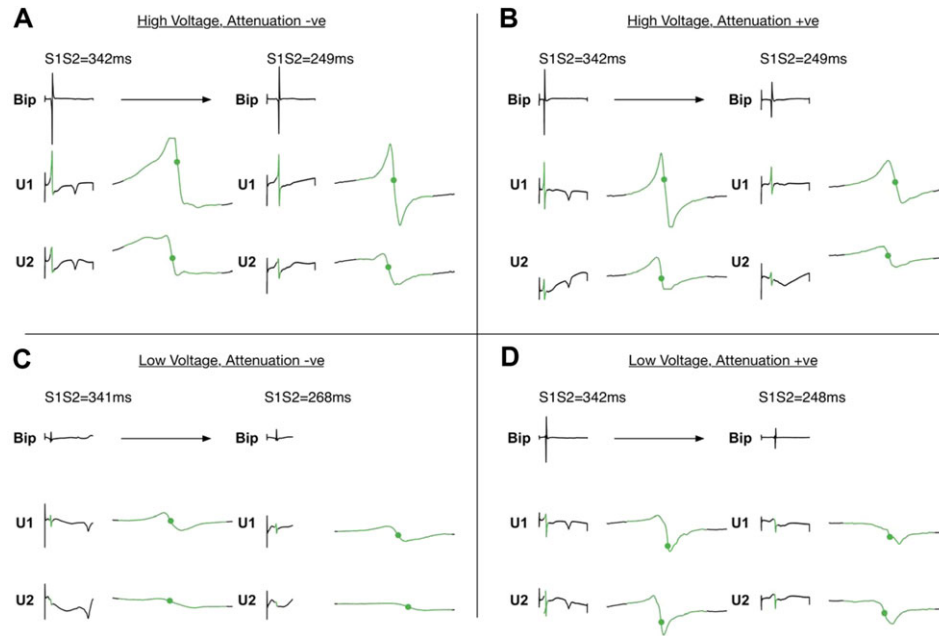 A
High Voltage, Attenuation -ve
S1S2=342ms
S1S2=249ms
Bip
Bip
U1
U1
U2
U2
B
High Voltage, Attenuation +ve
S1S2=342ms
S1S2=249ms
Bip
Bip
U1
U1
U2
U2
C
Low Voltage, Attenuation -ve
S1S2=341ms
S1S2=268ms
Bip
Bip
U1
U1
U2
U2
D
Low Voltage, Attenuation +ve
S1S2=342ms
S1S2=248ms
Bip
Bip
U1
U1
U2
U2